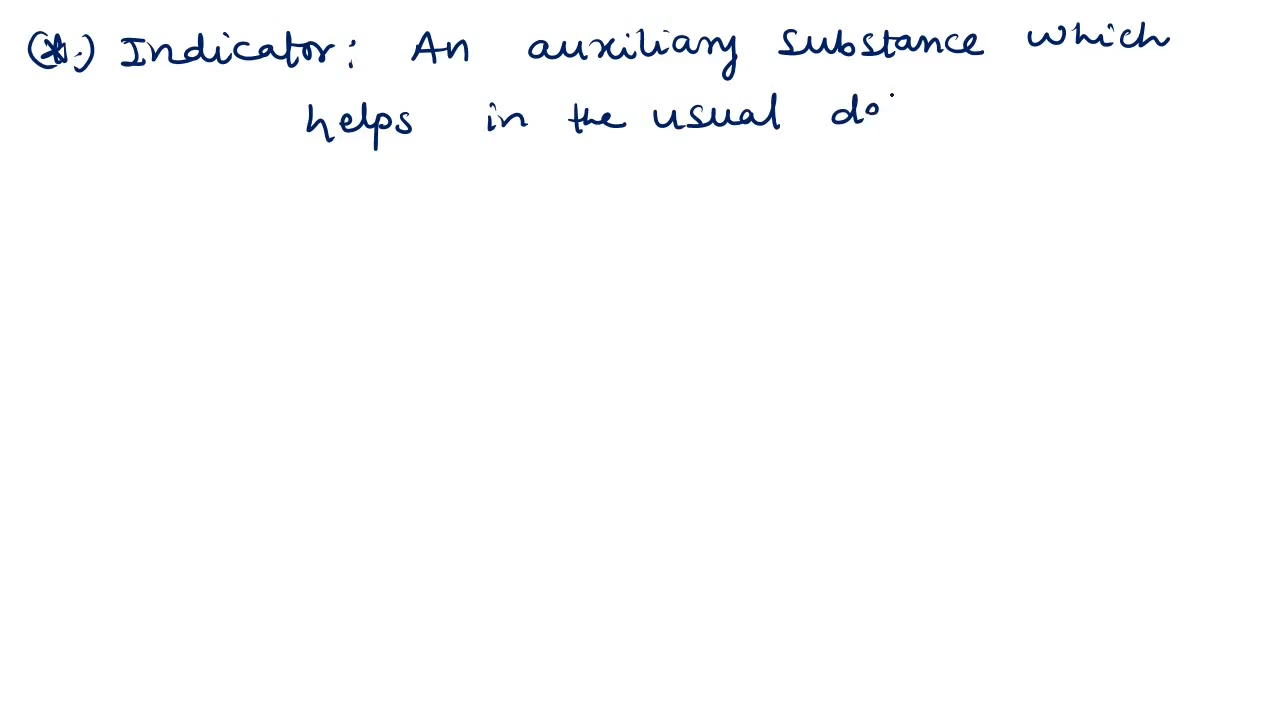 (*.) Indicator: An auxiliary substance which
helps in the usual do